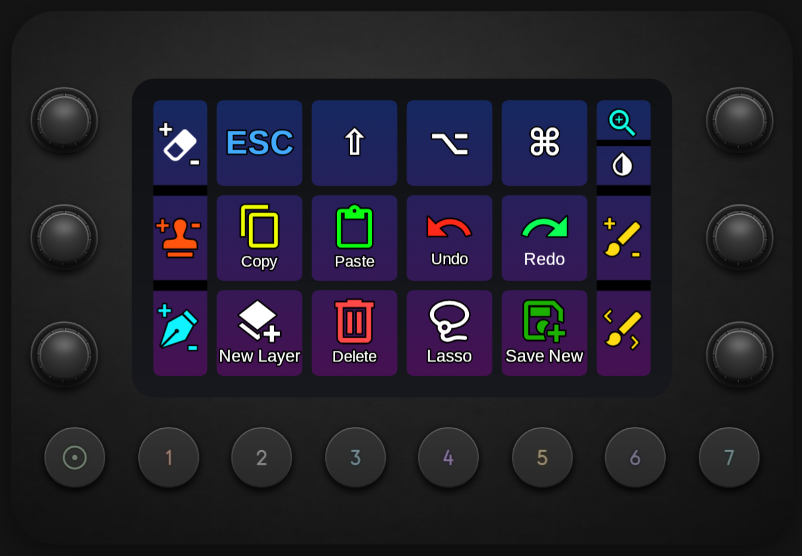 ESC ⇧ ⌥ ⌘
Copy Paste Undo Redo
New Layer Delete Lasso Save New
1 2 3 4 5 6 7